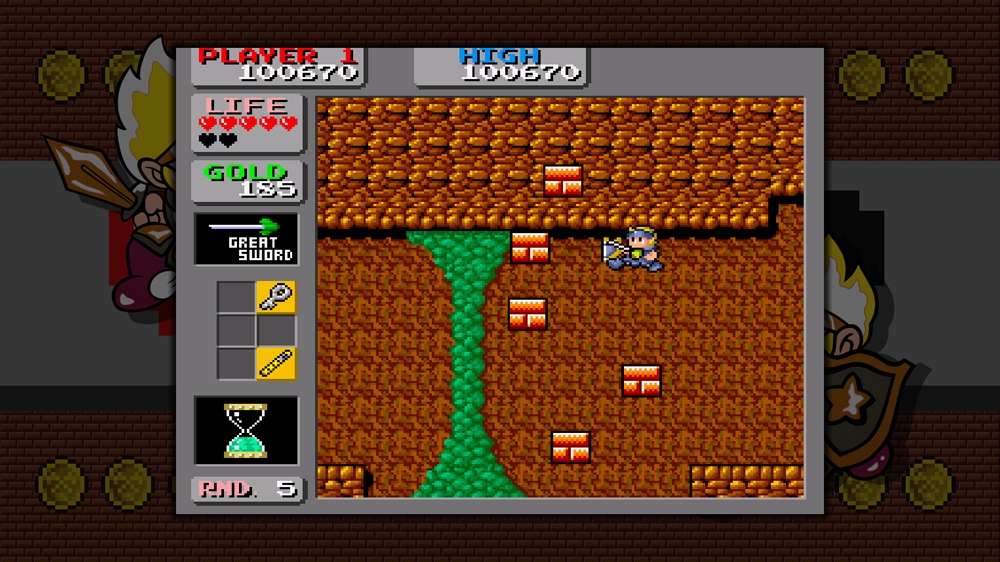 PLAYER 1
100670
HIGH
100670
LIFE
GOLD
185
GREAT
SWORD
RND. 5